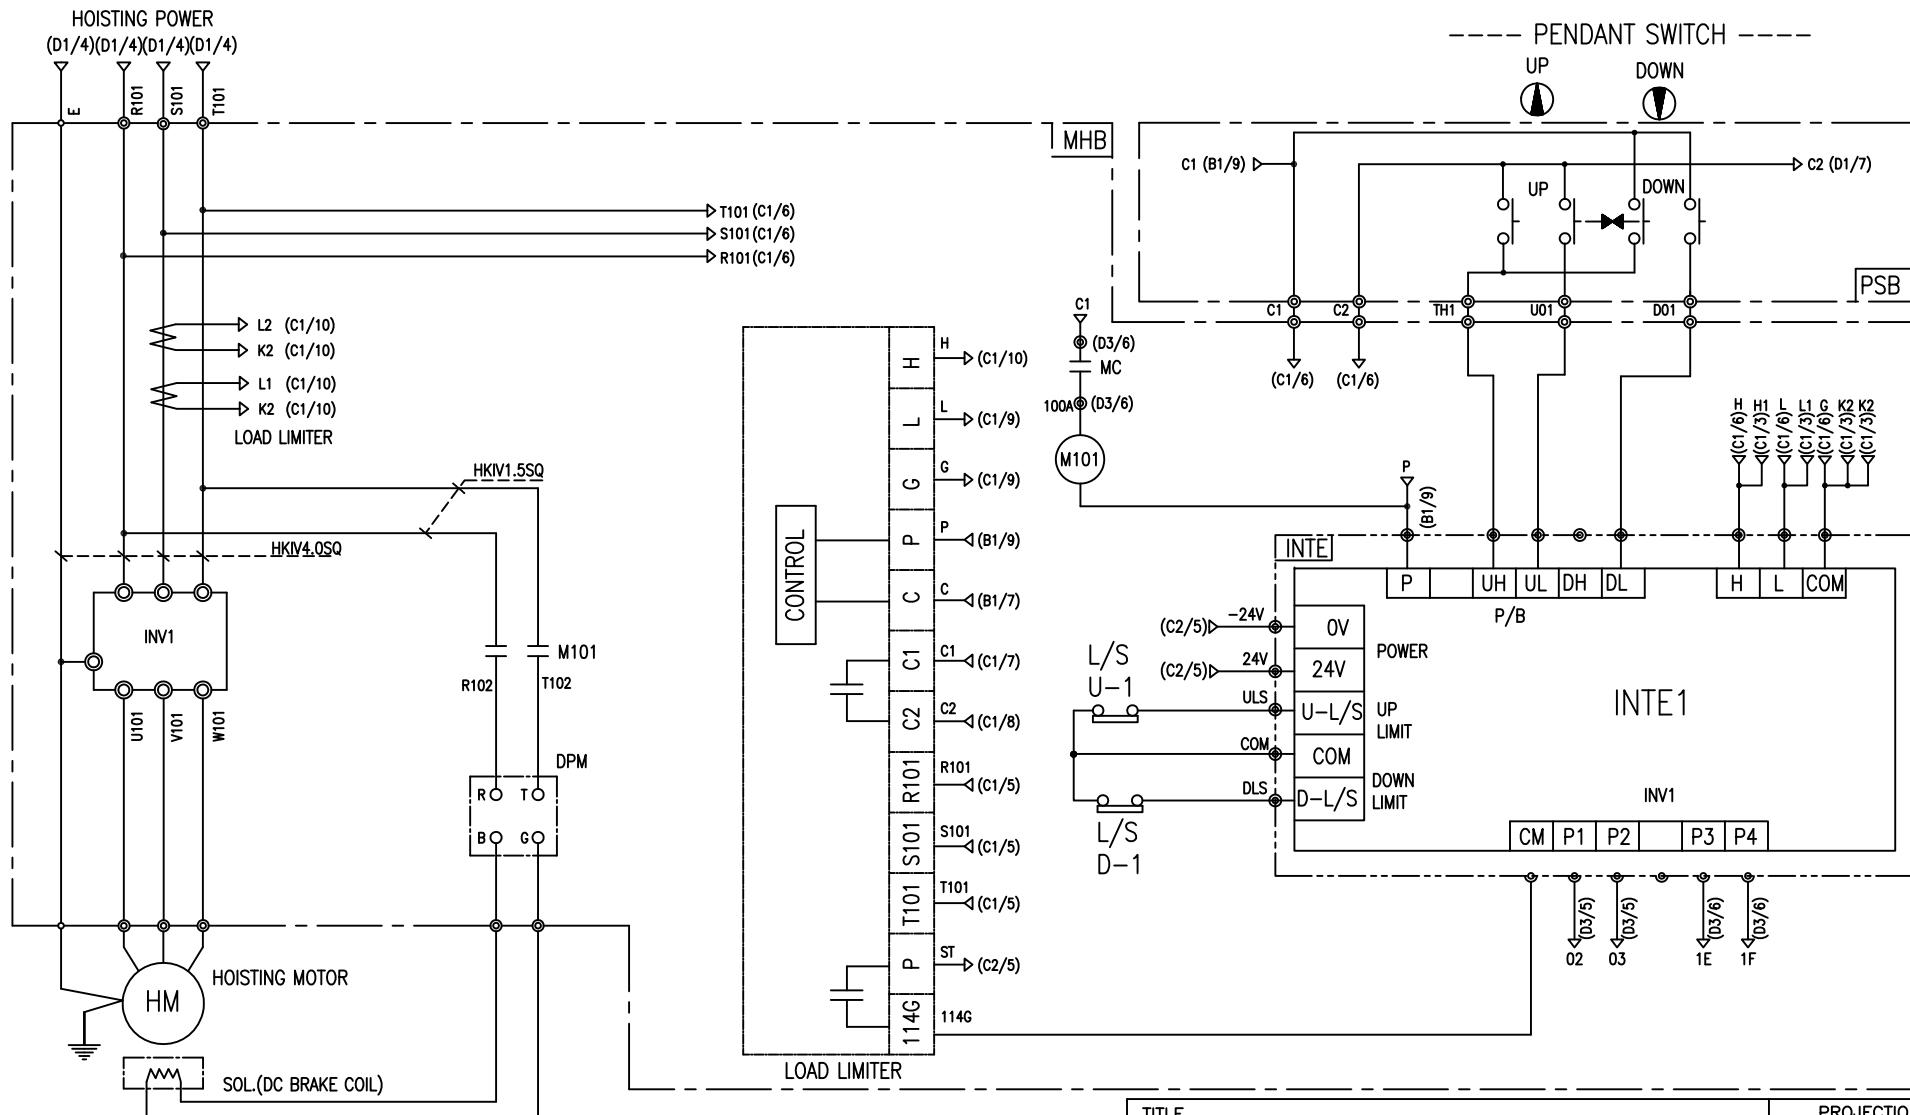 HOISTING POWER
(D1/4)(D1/4)(D1/4)(D1/4)
E
R101
S101
T101
MHB
T101 (C1/6)
S101 (C1/6)
R101 (C1/6)
L2 (C1/10)
K2 (C1/10)
L1 (C1/10)
K2 (C1/10)
LOAD LIMITER
HKIV1.5SQ
HKIV4.0SQ
INV1
M101
R102
T102
U101
V101
W101
DPM
R
T
B
G
HM
HOISTING MOTOR
SOL.(DC BRAKE COIL)
CONTROL
H H (C1/10)
L L (C1/9)
G G (C1/9)
P P (B1/9)
C C (B1/7)
C1 C1 (C1/7)
C2 C2 (C1/8)
R101 R101 (C1/5)
S101 S101 (C1/5)
T101 T101 (C1/5)
P ST (C2/5)
114G 114G
LOAD LIMITER
---- PENDANT SWITCH ----
UP
DOWN
C1 (B1/9)
C2 (D1/7)
UP
DOWN
PSB
C1
C2
TH1
U01
D01
(C1/6)
(C1/6)
C1
(D3/6)
MC
100A
(D3/6)
M101
P
(B1/9)
H
(C1/6)
H1
(C1/3)
L
(C1/6)
L1
(C1/3)
G
(C1/6)
K2
(C1/3)
K2
(C1/3)
INTE
P
UH
UL
DH
DL
H
L
COM
P/B
(C2/5)
-24V
0V
POWER
(C2/5)
24V
24V
L/S
U-1
ULS
U-L/S
UP
LIMIT
COM
COM
DLS
D-L/S
DOWN
LIMIT
L/S
D-1
INTE1
INV1
CM
P1
P2
P3
P4
(D3/5)
(D3/5)
(D3/6)
(D3/6)
02
03
1E
1F
TITLE
PROJECTIO